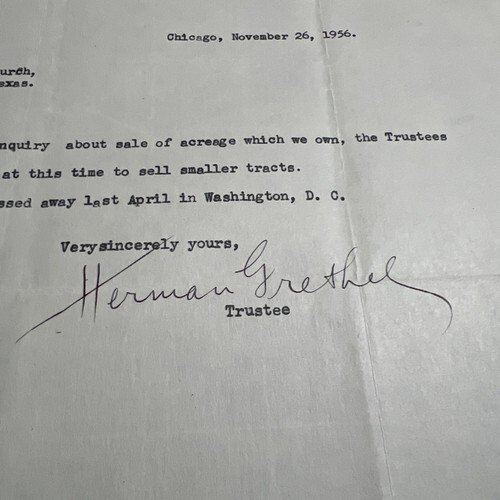 Chicago, November 26, 1956.
urch,
exas.
nquiry about sale of acreage which we own, the Trustees
at this time to sell smaller tracts.
ssed away last April in Washington, D. C.
Verysincerely yours,
Herman Grethel
Trustee